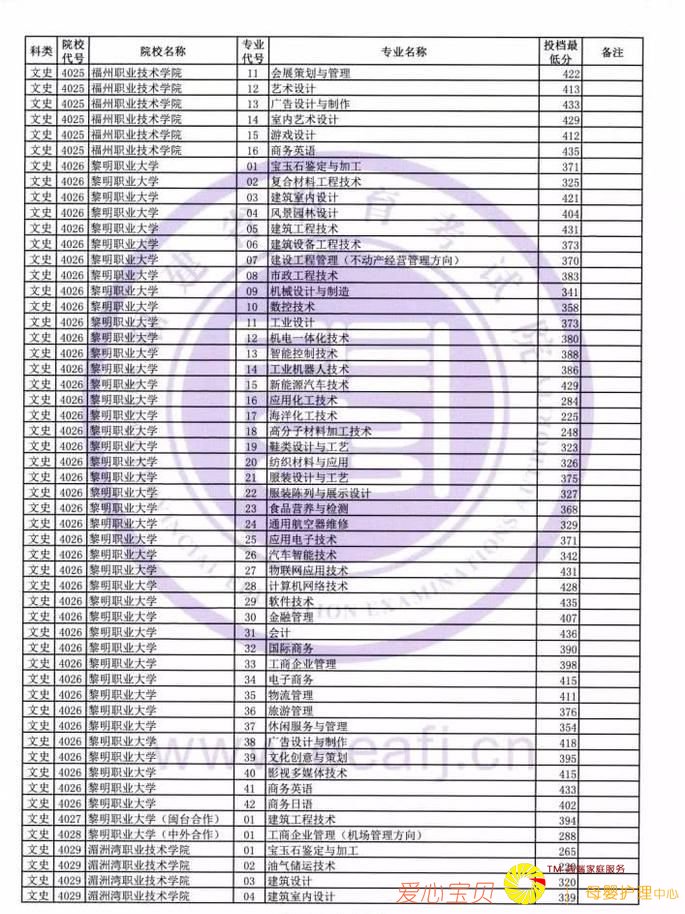 科类 院校代号 院校名称 专业代号 专业名称 投档最低分 备注
文史 4025 福州职业技术学院 11 会展策划与管理 422
文史 4025 福州职业技术学院 12 艺术设计 413
文史 4025 福州职业技术学院 13 广告设计与制作 433
文史 4025 福州职业技术学院 14 室内艺术设计 429
文史 4025 福州职业技术学院 15 游戏设计 412
文史 4025 福州职业技术学院 16 商务英语 435
文史 4026 黎明职业大学 01 宝玉石鉴定与加工 371
文史 4026 黎明职业大学 02 复合材料工程技术 325
文史 4026 黎明职业大学 03 建筑室内设计 421
文史 4026 黎明职业大学 04 风景园林设计 404
文史 4026 黎明职业大学 05 建筑工程技术 431
文史 4026 黎明职业大学 06 建筑设备工程技术 373
文史 4026 黎明职业大学 07 建设工程管理（不动产经营管理方向） 370
文史 4026 黎明职业大学 08 市政工程技术 383
文史 4026 黎明职业大学 09 机械设计与制造 341
文史 4026 黎明职业大学 10 数控技术 358
文史 4026 黎明职业大学 11 工业设计 373
文史 4026 黎明职业大学 12 机电一体化技术 380
文史 4026 黎明职业大学 13 智能控制技术 388
文史 4026 黎明职业大学 14 工业机器人技术 386
文史 4026 黎明职业大学 15 新能源汽车技术 429
文史 4026 黎明职业大学 16 应用化工技术 284
文史 4026 黎明职业大学 17 海洋化工技术 225
文史 4026 黎明职业大学 18 高分子材料加工技术 248
文史 4026 黎明职业大学 19 鞋类设计与工艺 323
文史 4026 黎明职业大学 20 纺织材料与应用 326
文史 4026 黎明职业大学 21 服装设计与工艺 375
文史 4026 黎明职业大学 22 服装陈列与展示设计 327
文史 4026 黎明职业大学 23 食品营养与检测 368
文史 4026 黎明职业大学 24 通用航空器维修 329
文史 4026 黎明职业大学 25 应用电子技术 371
文史 4026 黎明职业大学 26 汽车智能技术 342
文史 4026 黎明职业大学 27 物联网应用技术 431
文史 4026 黎明职业大学 28 计算机网络技术 428
文史 4026 黎明职业大学 29 软件技术 435
文史 4026 黎明职业大学 30 金融管理 407
文史 4026 黎明职业大学 31 会计 436
文史 4026 黎明职业大学 32 国际商务 390
文史 4026 黎明职业大学 33 工商企业管理 398
文史 4026 黎明职业大学 34 电子商务 415
文史 4026 黎明职业大学 35 物流管理 411
文史 4026 黎明职业大学 36 旅游管理 376
文史 4026 黎明职业大学 37 休闲服务与管理 354
文史 4026 黎明职业大学 38 广告设计与制作 418
文史 4026 黎明职业大学 39 文化创意与策划 395
文史 4026 黎明职业大学 40 影视多媒体技术 415
文史 4026 黎明职业大学 41 商务英语 433
文史 4026 黎明职业大学 42 商务日语 402
文史 4027 黎明职业大学（闽台合作） 01 建筑工程技术 394
文史 4028 黎明职业大学（中外合作） 01 工商企业管理（机场管理方向） 288
文史 4029 湄洲湾职业技术学院 01 宝玉石鉴定与加工 265
文史 4029 湄洲湾职业技术学院 02 油气储运技术
文史 4029 湄洲湾职业技术学院 03 建筑设计 320
文史 4029 湄洲湾职业技术学院 04 建筑室内设计 339
爱心宝贝 TM 家庭服务 母婴护理中心